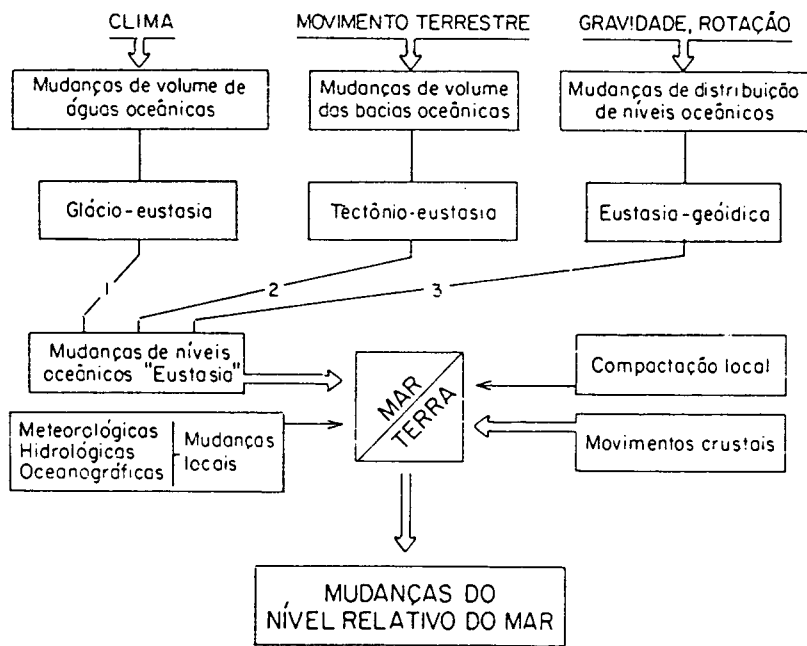 CLIMA
MOVIMENTO TERRESTRE
GRAVIDADE, ROTAÇÃO
Mudanças de volume de
águas oceânicas
Mudanças de volume
das bacias oceânicas
Mudanças de distribuição
de níveis oceânicos
Glácio-eustasia
Tectônio-eustasia
Eustasia-geóidica
1
2
3
Mudanças de níveis
oceânicos "Eustasia"
MAR
TERRA
Compactação local
Meteorológicas
Hidrológicas
Oceanográficas
Mudanças
locais
Movimentos crustais
MUDANÇAS DO
NÍVEL RELATIVO DO MAR